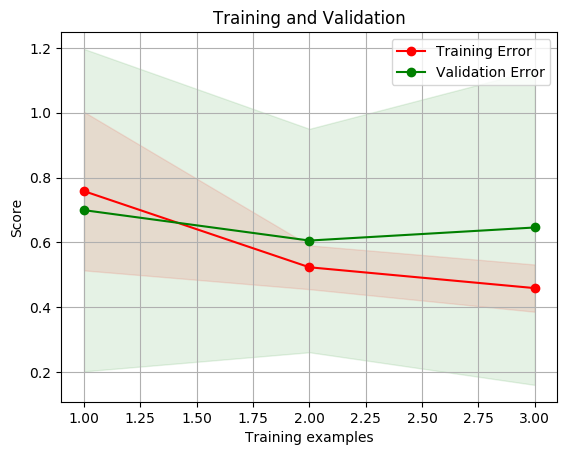 Training and Validation
Training Error
Validation Error
Score
1.2
1.0
0.8
0.6
0.4
0.2
1.00 1.25 1.50 1.75 2.00 2.25 2.50 2.75 3.00
Training examples